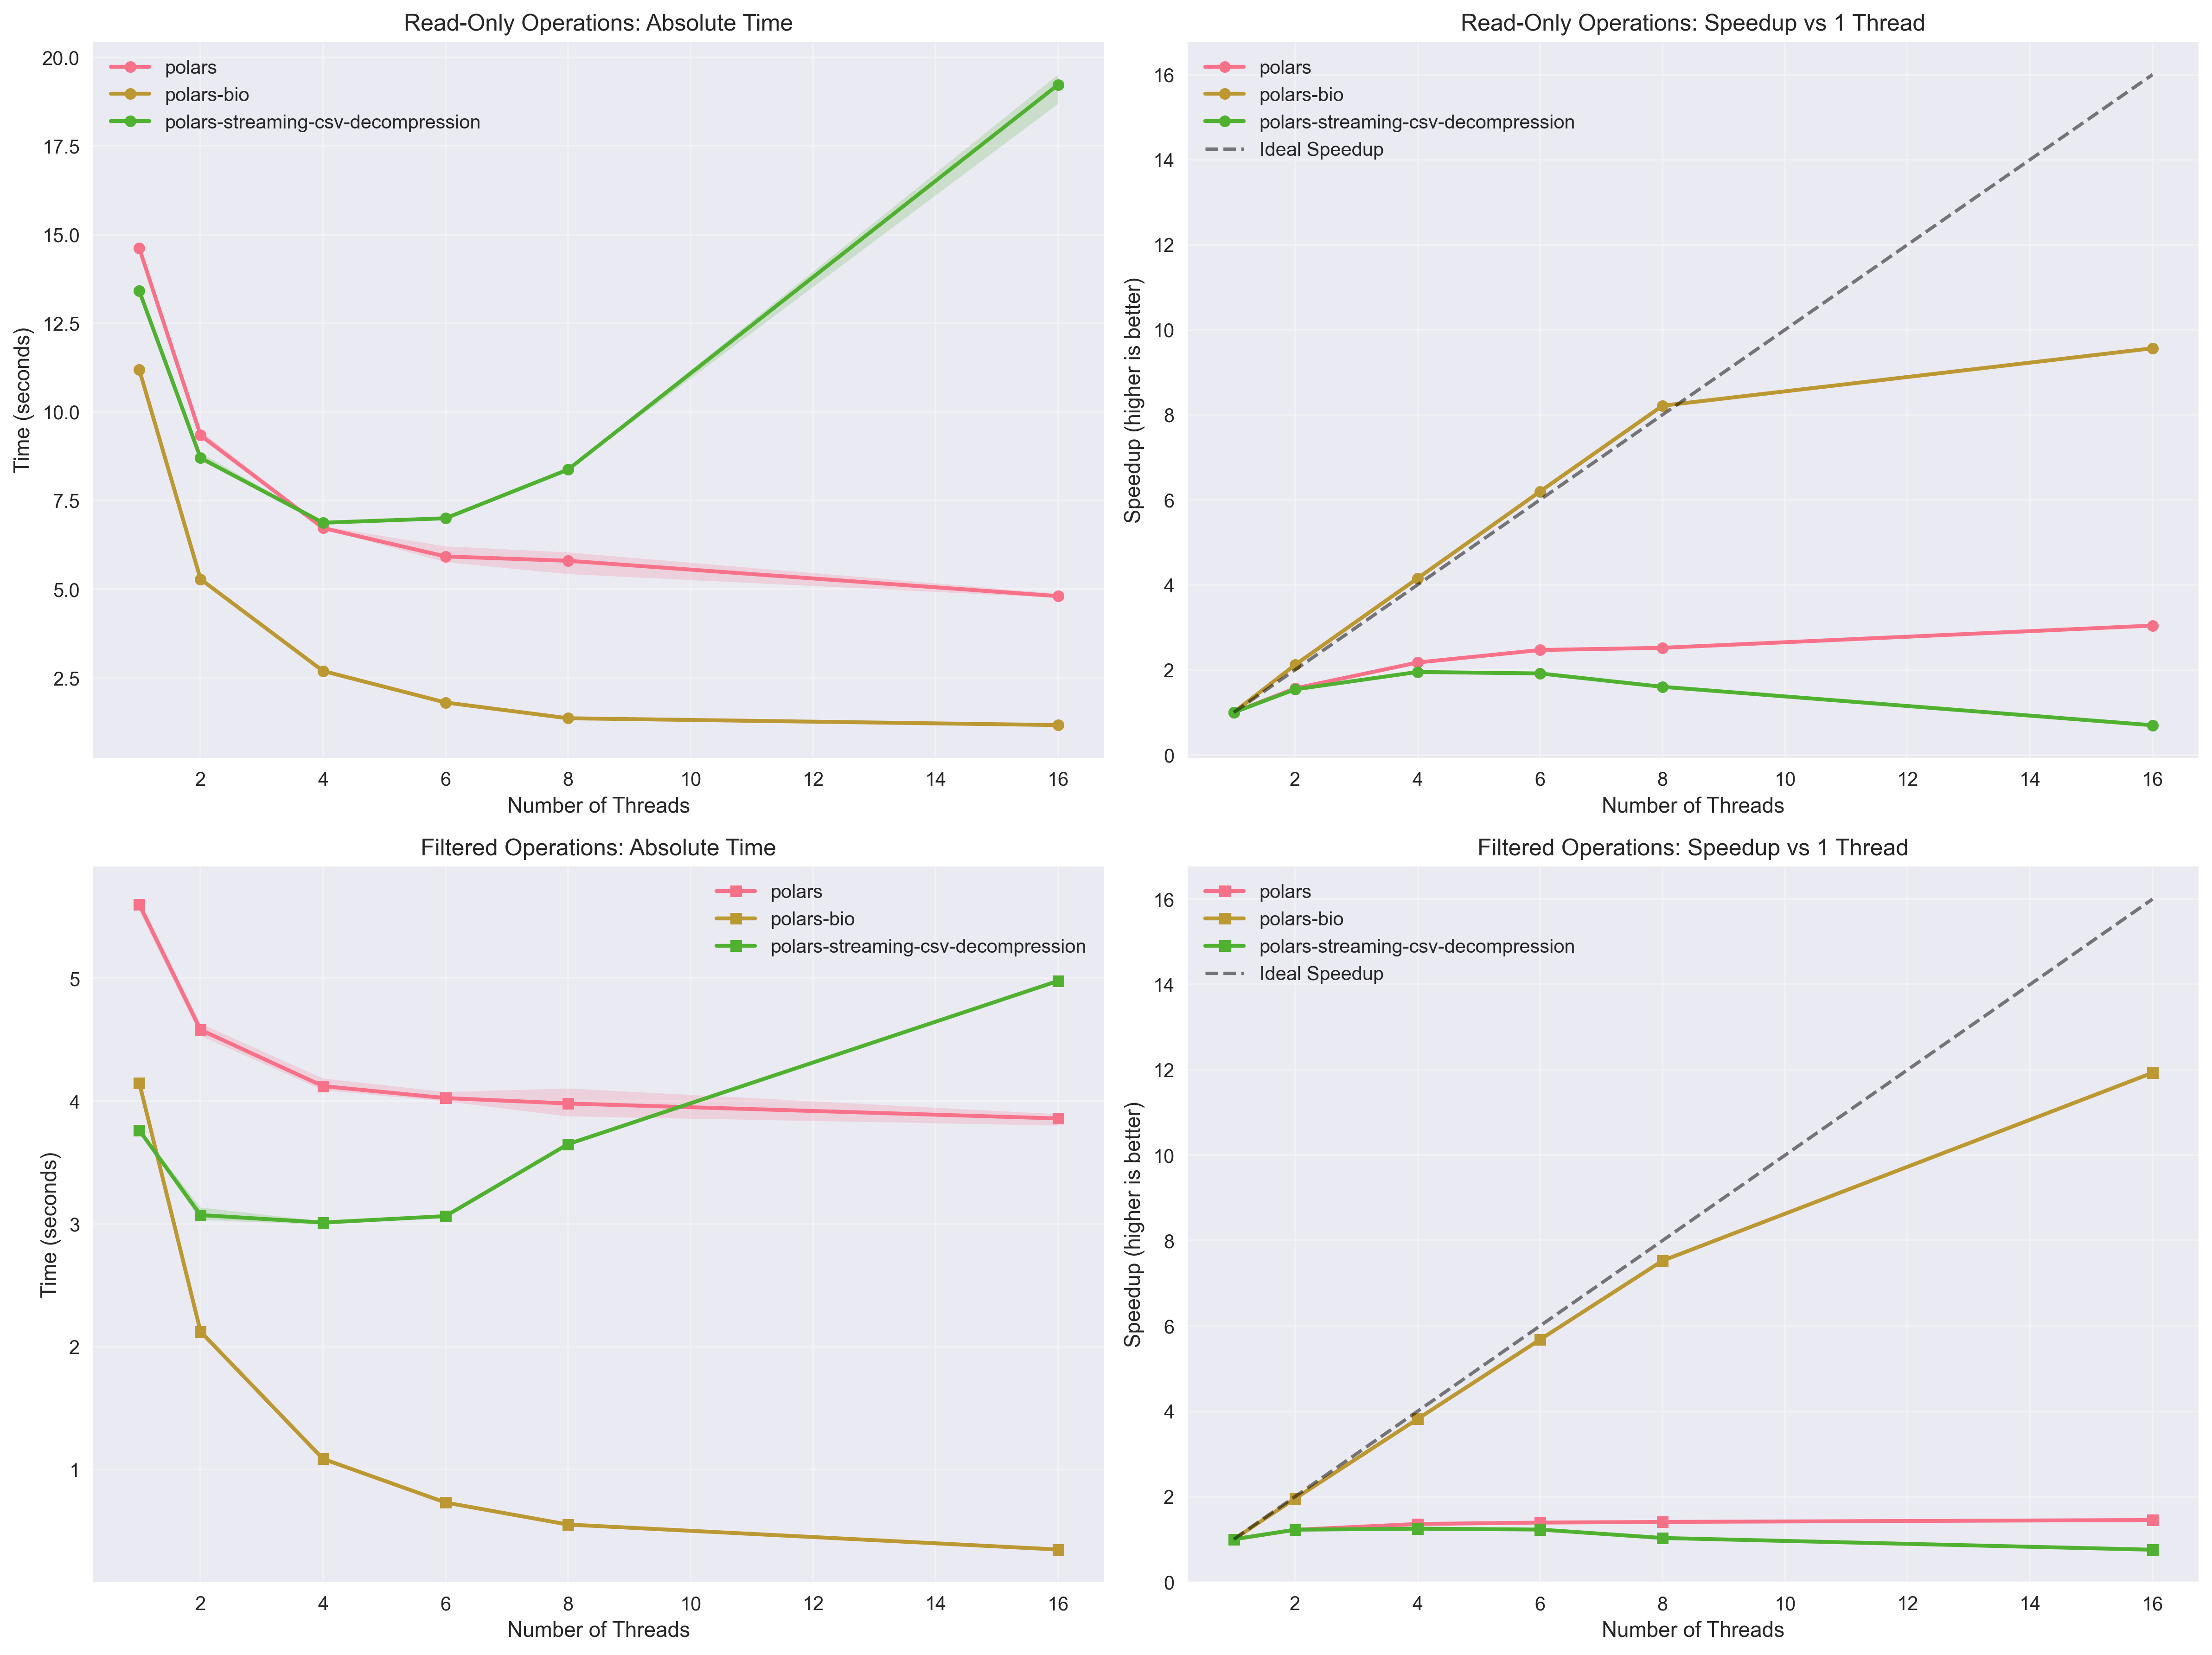 Read-Only Operations: Absolute Time
20.0
17.5
15.0
12.5
10.0
7.5
5.0
2.5
Time (seconds)
polars
polars-bio
polars-streaming-csv-decompression
2 4 6 8 10 12 14 16
Number of Threads
Read-Only Operations: Speedup vs 1 Thread
16
14
12
10
8
6
4
2
0
Speedup (higher is better)
polars
polars-bio
polars-streaming-csv-decompression
Ideal Speedup
2 4 6 8 10 12 14 16
Number of Threads
Filtered Operations: Absolute Time
5
4
3
2
1
Time (seconds)
polars
polars-bio
polars-streaming-csv-decompression
2 4 6 8 10 12 14 16
Number of Threads
Filtered Operations: Speedup vs 1 Thread
16
14
12
10
8
6
4
2
0
Speedup (higher is better)
polars
polars-bio
polars-streaming-csv-decompression
Ideal Speedup
2 4 6 8 10 12 14 16
Number of Threads